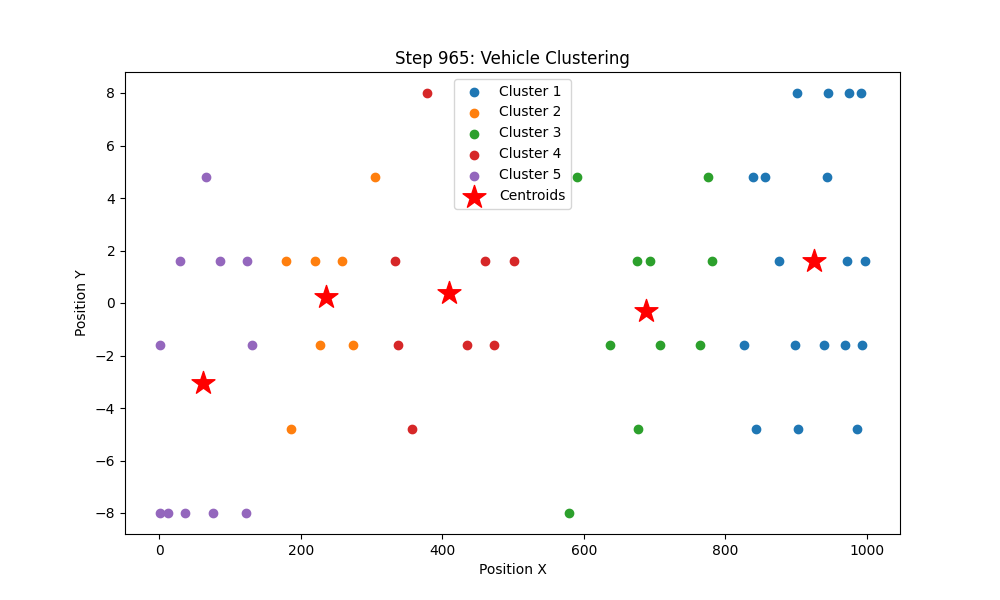 Step 965: Vehicle Clustering
Cluster 1
Cluster 2
Cluster 3
Cluster 4
Cluster 5
Centroids
8
6
4
2
0
−2
−4
−6
−8
Position Y
0 200 400 600 800 1000
Position X